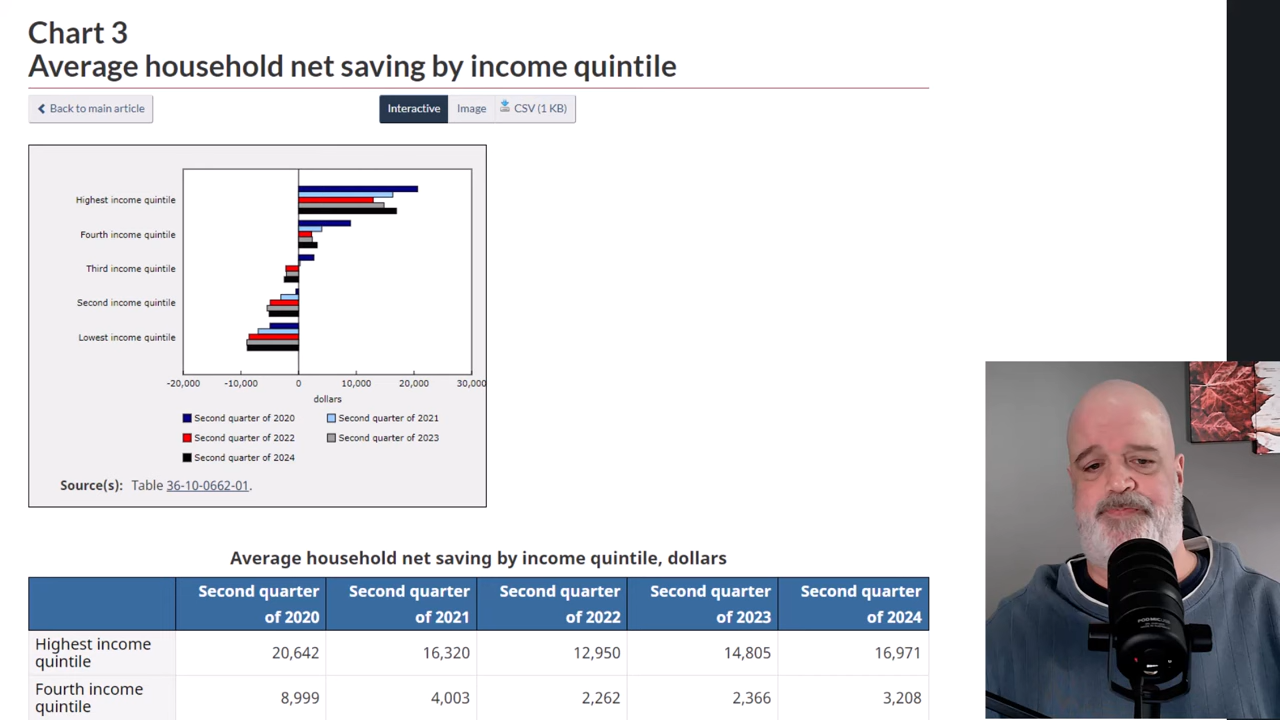 Chart 3
Average household net saving by income quintile
Back to main article
Interactive Image CSV (1 KB)
Highest income quintile
Fourth income quintile
Third income quintile
Second income quintile
Lowest income quintile
-20,000 -10,000 0 10,000 20,000 30,000
dollars
Second quarter of 2020 Second quarter of 2021
Second quarter of 2022 Second quarter of 2023
Second quarter of 2024
Source(s): Table 36-10-0662-01.
Average household net saving by income quintile, dollars
Second quarter of 2020 Second quarter of 2021 Second quarter of 2022 Second quarter of 2023 Second quarter of 2024
Highest income quintile 20,642 16,320 12,950 14,805 16,971
Fourth income quintile 8,999 4,003 2,262 2,366 3,208
PODMIC